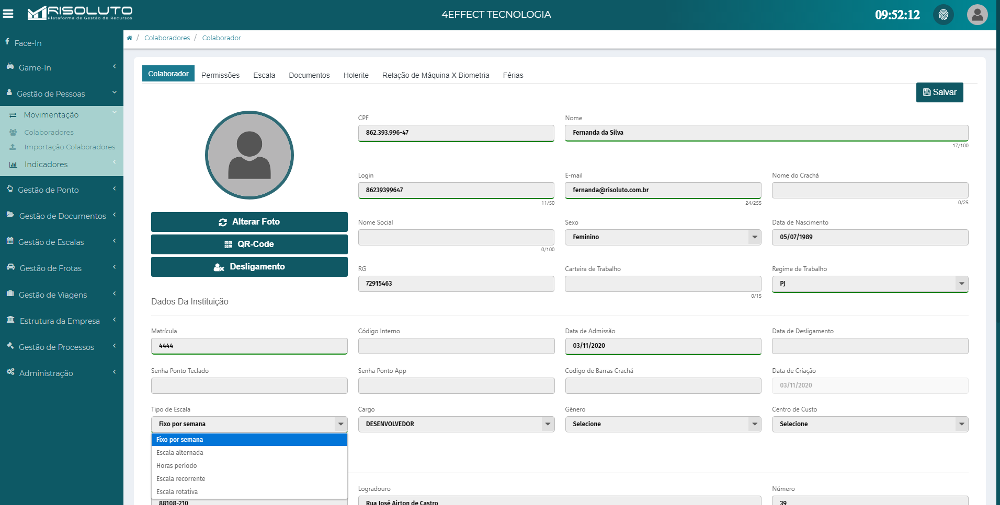 RISOLUTO
Plataforma de Gestão de Recursos
4EFFECT TECNOLOGIA
09:52:12
Face-In
Game-In
Gestão de Pessoas
Movimentação
Colaboradores
Importação Colaboradores
Indicadores
Gestão de Ponto
Gestão de Documentos
Gestão de Escalas
Gestão de Frotas
Gestão de Viagens
Estrutura da Empresa
Gestão de Processos
Administração
/ Colaboradores / Colaborador
Colaborador Permissões Escala Documentos Holerite Relação de Máquina X Biometria Férias
Salvar
Alterar Foto
QR-Code
Desligamento
CPF Nome
862.393.996-47 Fernanda da Silva
17/100
Login E-mail Nome do Crachá
86239399647 fernanda@risoluto.com.br
11/50 24/255 0/25
Nome Social Sexo Data de Nascimento
Feminino 05/07/1989
0/100
RG Carteira de Trabalho Regime de Trabalho
72915463 PJ
0/15
Dados Da Instituição
Matrícula Código Interno Data de Admissão Data de Desligamento
4444 03/11/2020
Senha Ponto Teclado Senha Ponto App Codigo de Barras Crachá Data de Criação
03/11/2020
Tipo de Escala Cargo Gênero Centro de Custo
Fixo por semana DESENVOLVEDOR Selecione Selecione
Fixo por semana
Escala alternada
Horas período
Escala recorrente
Escala rotativa
Logradouro Número
88108-210 Rua José Airton de Castro 39